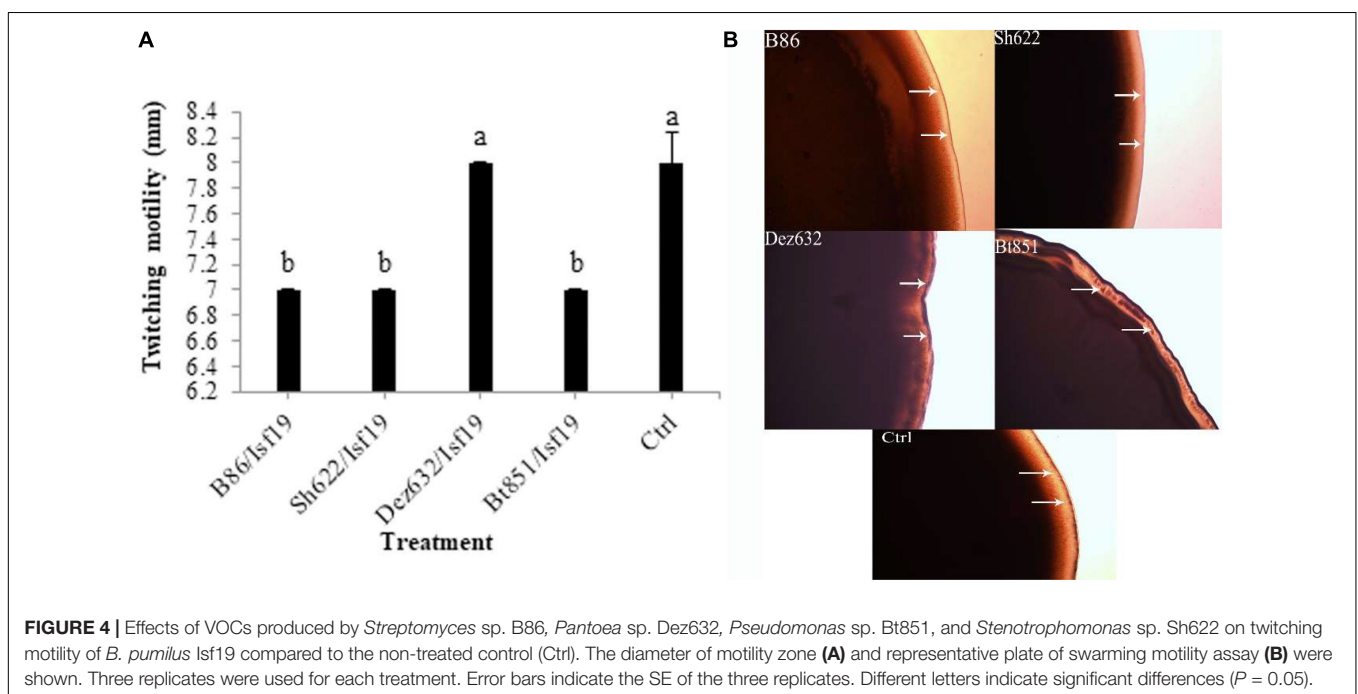 A
B
Twitching motility (mm)
8.4
8.2
8
7.8
7.6
7.4
7.2
7
6.8
6.6
6.4
6.2
b
b
a
b
a
B86/Isf19
Sh622/Isf19
Dez632/Isf19
Bt851/Isf19
Ctrl
Treatment
B86
Sh622
Dez632
Bt851
Ctrl
FIGURE 4 | Effects of VOCs produced by Streptomyces sp. B86, Pantoea sp. Dez632, Pseudomonas sp. Bt851, and Stenotrophomonas sp. Sh622 on twitching
motility of B. pumilus Isf19 compared to the non-treated control (Ctrl). The diameter of motility zone (A) and representative plate of swarming motility assay (B) were
shown. Three replicates were used for each treatment. Error bars indicate the SE of the three replicates. Different letters indicate significant differences (P = 0.05).